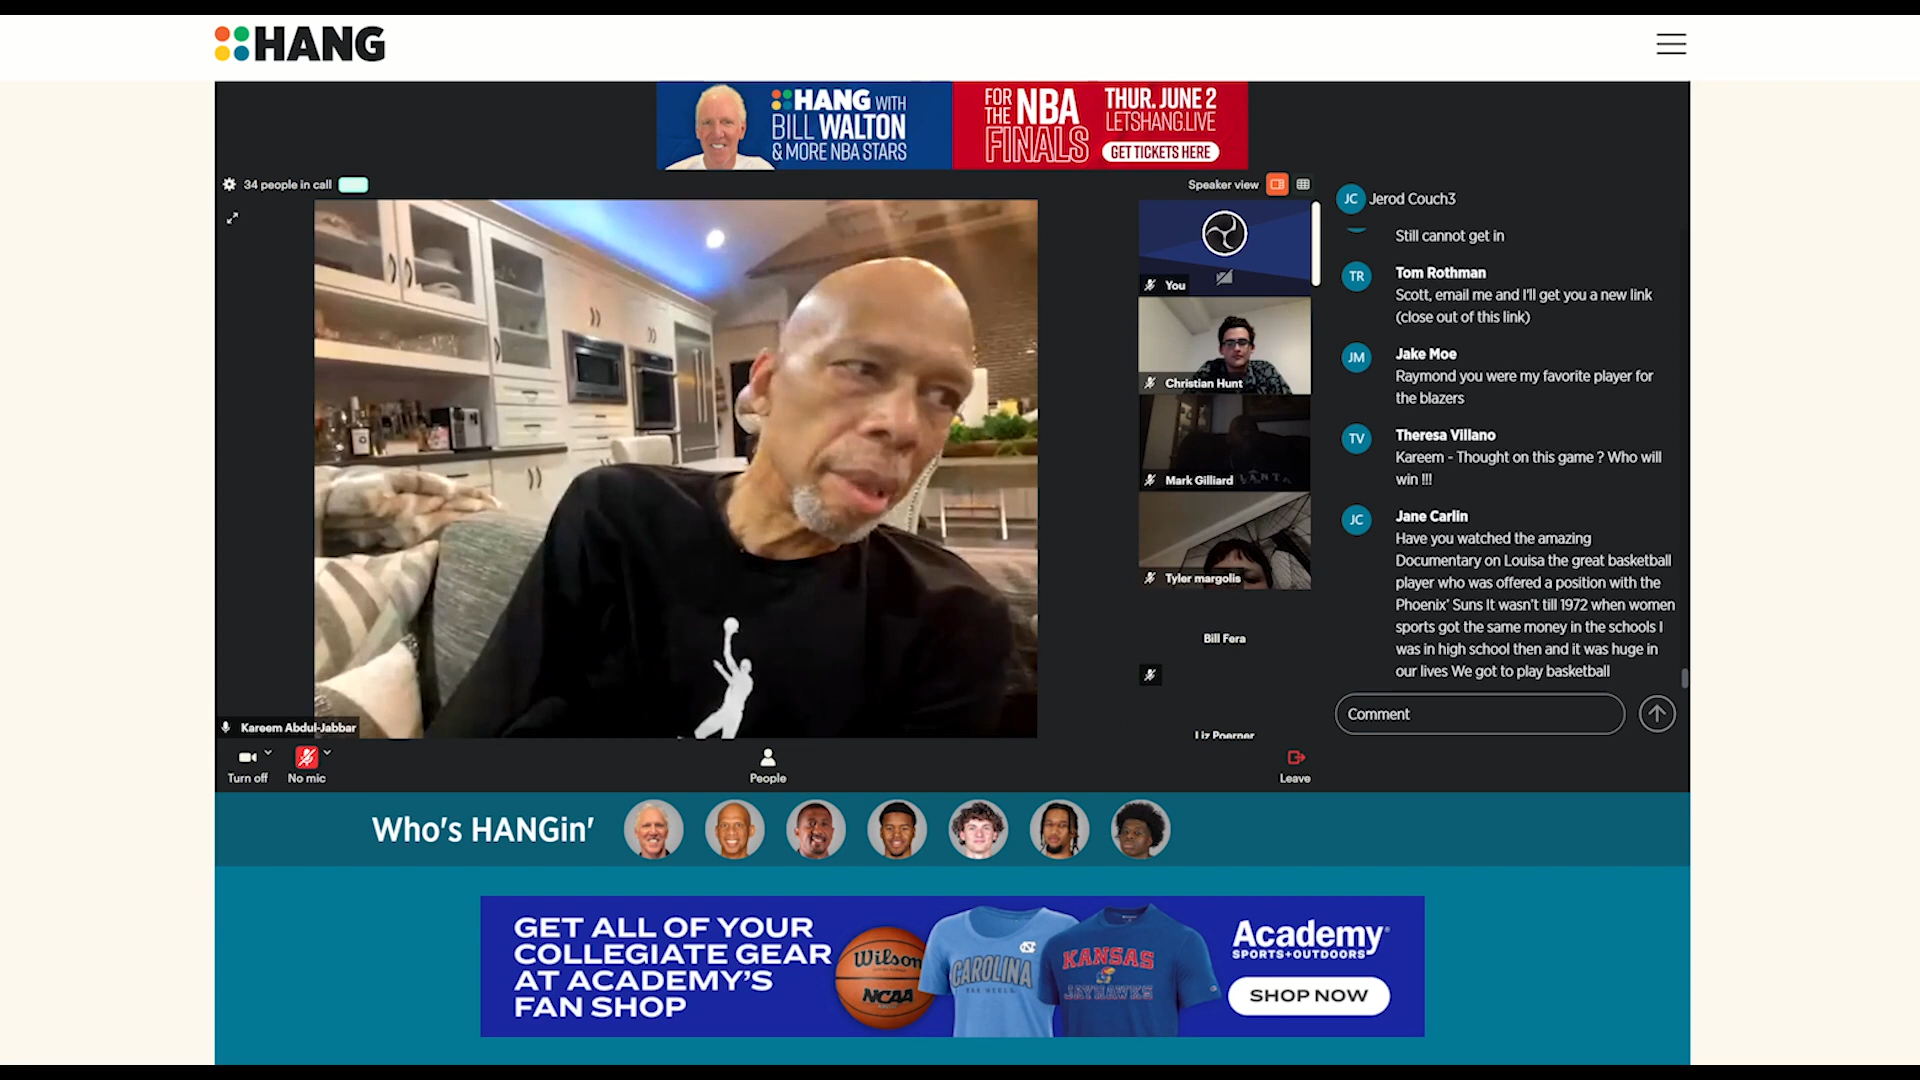 HANG
HANG WITH
BILL WALTON
& MORE NBA STARS
FOR
THE
NBA
FINALS
THUR. JUNE 2
LETSHANG.LIVE
GET TICKETS HERE
34 people in call
Speaker view
You
Christian Hunt
Mark Gilliard
Tyler margolis
Bill Fera
Liz Poerner
Kareem Abdul-Jabbar
Turn off
No mic
People
Leave
JC
Jerod Couch3
Still cannot get in
TR
Tom Rothman
Scott, email me and I'll get you a new link
(close out of this link)
JM
Jake Moe
Raymond you were my favorite player for
the blazers
TV
Theresa Villano
Kareem - Thought on this game ? Who will
win !!!
JC
Jane Carlin
Have you watched the amazing
Documentary on Louisa the great basketball
player who was offered a position with the
Phoenix' Suns It wasn't till 1972 when women
sports got the same money in the schools I
was in high school then and it was huge in
our lives We got to play basketball
Comment
Who's HANGin'
GET ALL OF YOUR
COLLEGIATE GEAR
AT ACADEMY'S
FAN SHOP
Wilson
NCAA
CAROLINA
TAR HEELS
KANSAS
JAYHAWKS
Academy
SPORTS+OUTDOORS
SHOP NOW